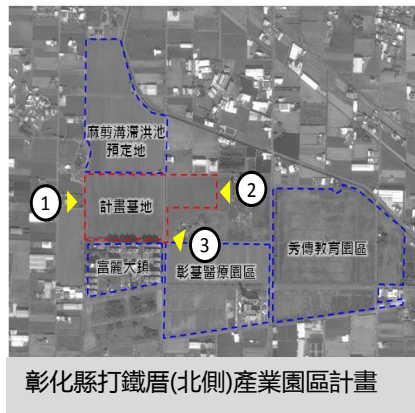 麻剪溝滯洪池
預定地
1
2
計畫基地
3
秀傳教育園區
富麗大鎮
彰基醫療園區
彰化縣打鐵厝(北側)產業園區計畫